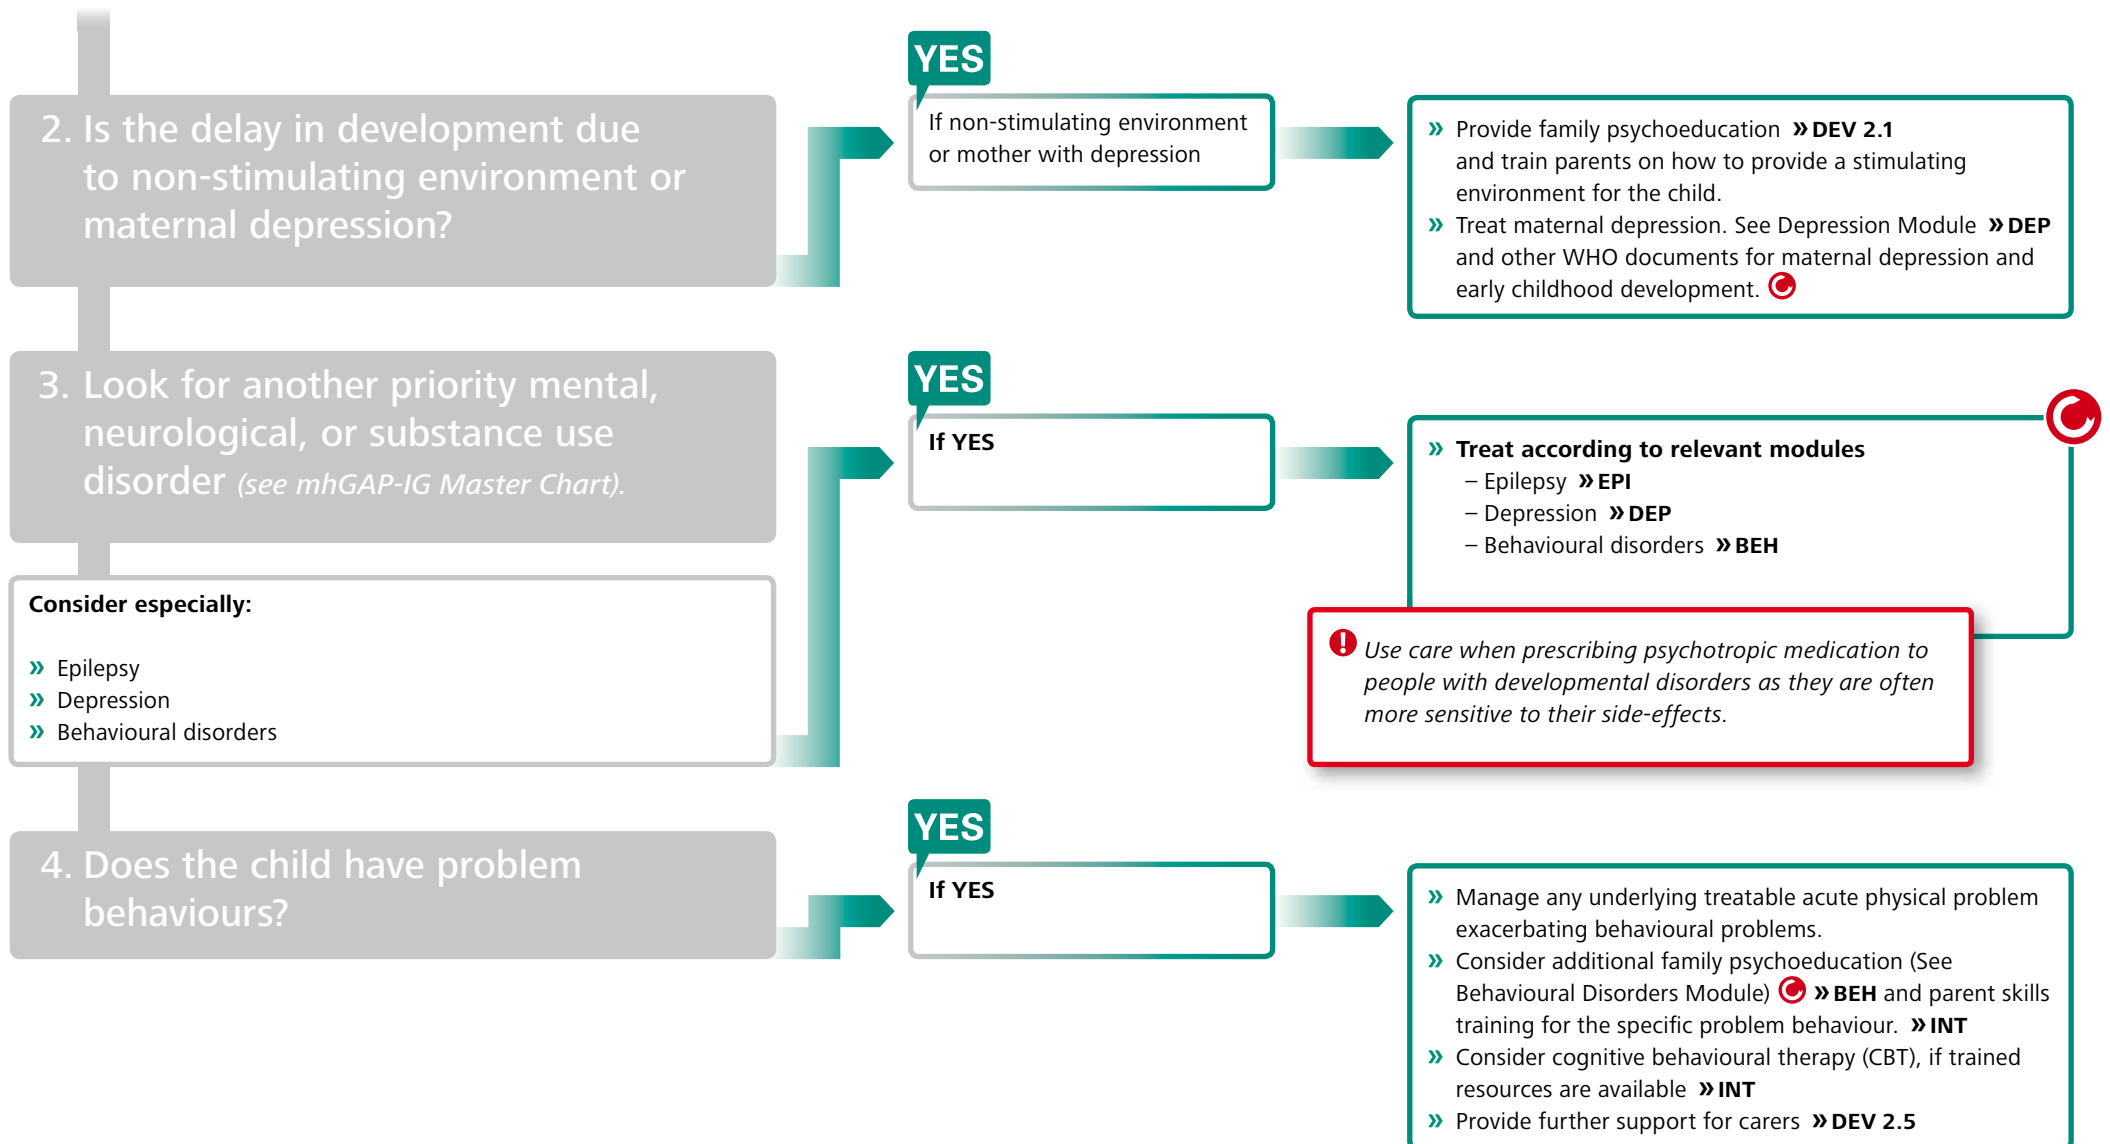 2. Is the delay in development due
to non-stimulating environment or
maternal depression?
YES
If non-stimulating environment
or mother with depression
» Provide family psychoeducation » DEV 2.1
and train parents on how to provide a stimulating
environment for the child.
» Treat maternal depression. See Depression Module » DEP
and other WHO documents for maternal depression and
early childhood development.
3. Look for another priority mental,
neurological, or substance use
disorder (see mhGAP-IG Master Chart).
Consider especially:
» Epilepsy
» Depression
» Behavioural disorders
YES
If YES
» Treat according to relevant modules
– Epilepsy » EPI
– Depression » DEP
– Behavioural disorders » BEH
! Use care when prescribing psychotropic medication to
people with developmental disorders as they are often
more sensitive to their side-effects.
4. Does the child have problem
behaviours?
YES
If YES
» Manage any underlying treatable acute physical problem
exacerbating behavioural problems.
» Consider additional family psychoeducation (See
Behavioural Disorders Module) » BEH and parent skills
training for the specific problem behaviour. » INT
» Consider cognitive behavioural therapy (CBT), if trained
resources are available » INT
» Provide further support for carers » DEV 2.5